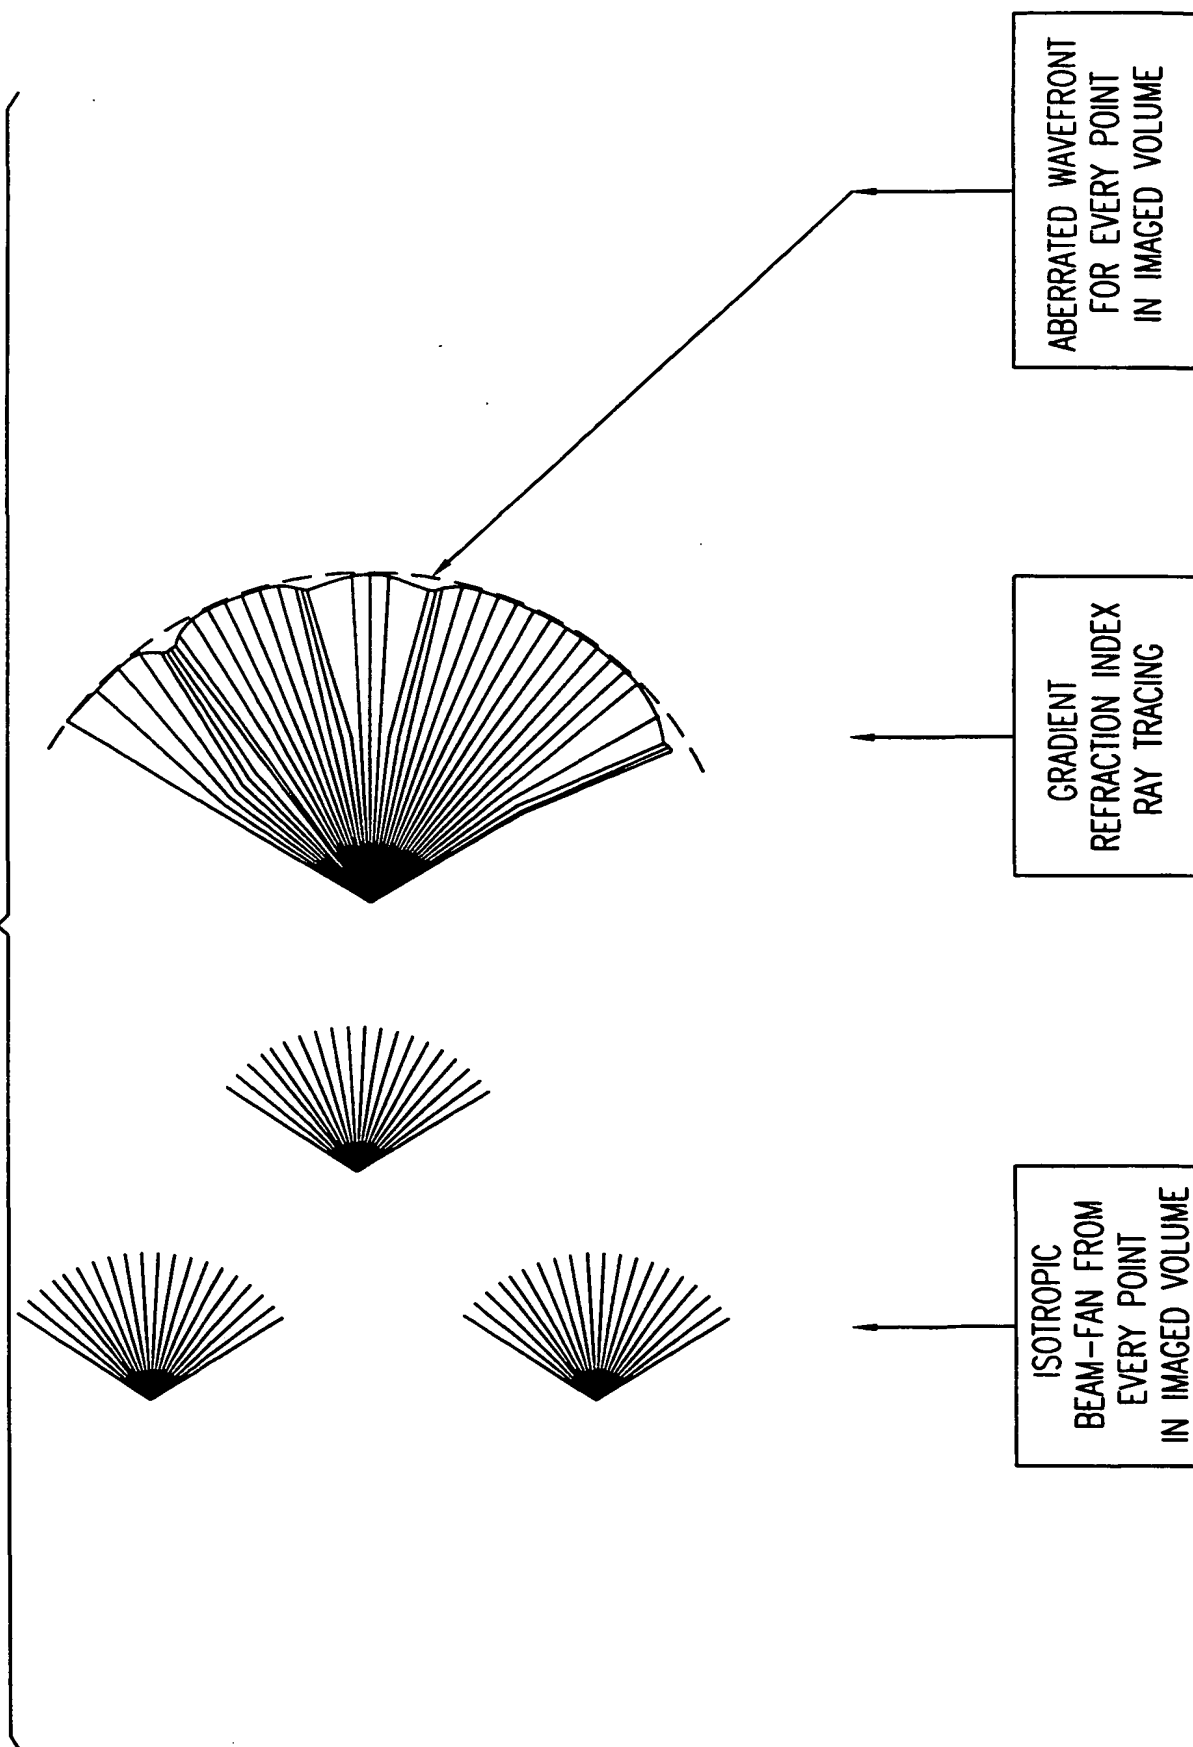 ISOTROPIC
BEAM-FAN FROM
EVERY POINT
IN IMAGED VOLUME
GRADIENT
REFRACTION INDEX
RAY TRACING
ABERRATED WAVEFRONT
FOR EVERY POINT
IN IMAGED VOLUME